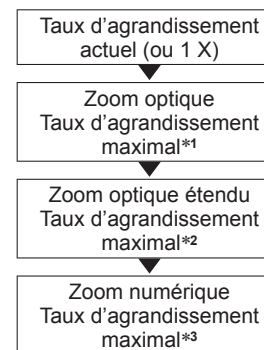 Taux d'agrandissement
actuel (ou 1 X)
Zoom optique
Taux d'agrandissement
maximal*1
Zoom optique étendu
Taux d'agrandissement
maximal*2
Zoom numérique
Taux d'agrandissement
maximal*3